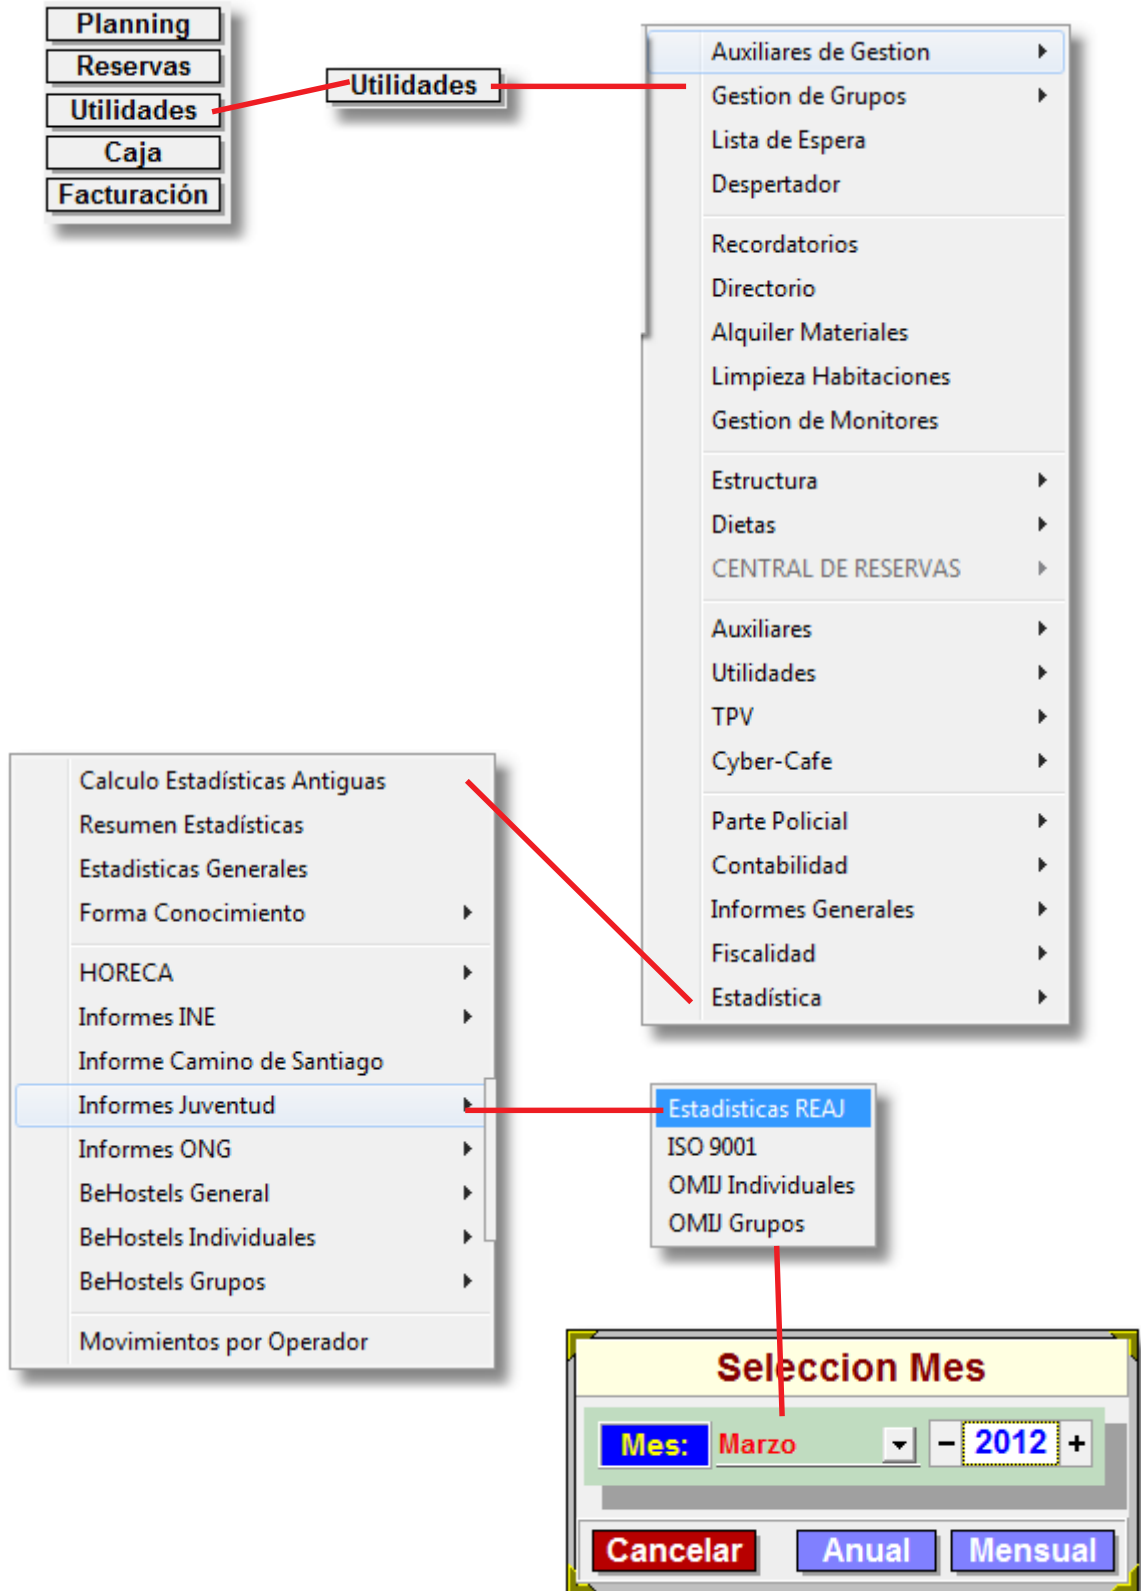 Planning
Reservas
Utilidades
Caja
Facturación
Utilidades
Auxiliares de Gestion
Gestion de Grupos
Lista de Espera
Despertador
Recordatorios
Directorio
Alquiler Materiales
Limpieza Habitaciones
Gestion de Monitores
Estructura
Dietas
CENTRAL DE RESERVAS
Auxiliares
Utilidades
TPV
Cyber-Cafe
Parte Policial
Contabilidad
Informes Generales
Fiscalidad
Estadística
Calculo Estadísticas Antiguas
Resumen Estadísticas
Estadisticas Generales
Forma Conocimiento
HORECA
Informes INE
Informe Camino de Santiago
Informes Juventud
Informes ONG
BeHostels General
BeHostels Individuales
BeHostels Grupos
Movimientos por Operador
Estadisticas REAJ
ISO 9001
OMIJ Individuales
OMIJ Grupos
Seleccion Mes
Mes: Marzo - 2012 +
Cancelar Anual Mensual